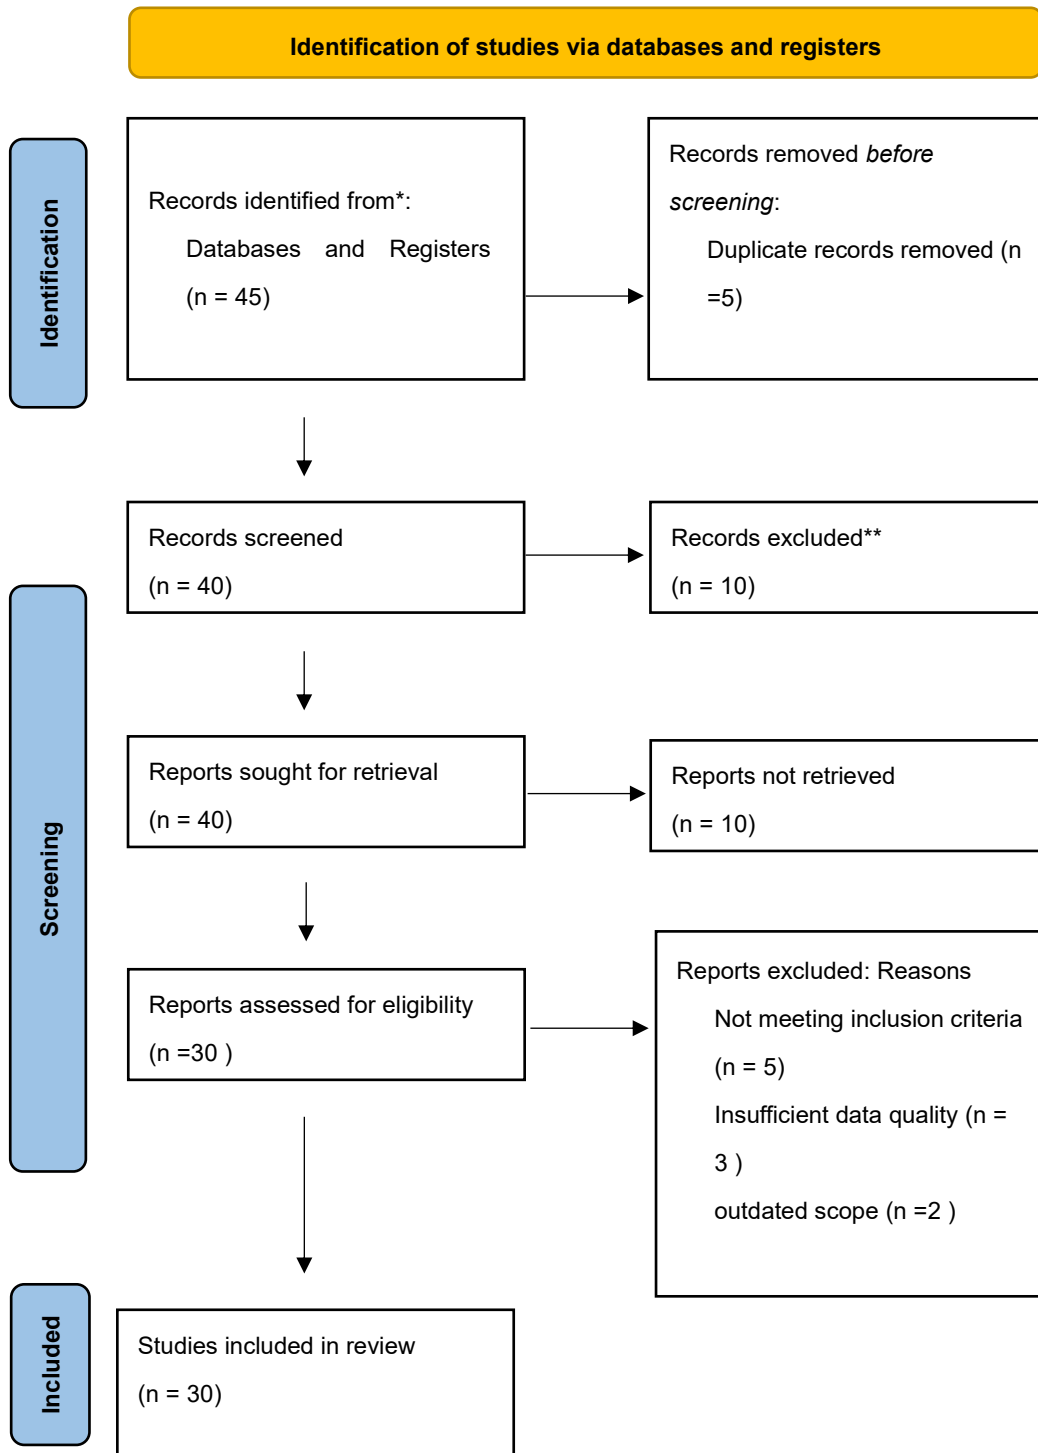 Identification of studies via databases and registers
Identification
Records identified from*:
Databases and Registers
(n = 45)
Records removed before
screening:
Duplicate records removed (n
=5)
Screening
Records screened
(n = 40)
Records excluded**
(n = 10)
Reports sought for retrieval
(n = 40)
Reports not retrieved
(n = 10)
Reports assessed for eligibility
(n =30 )
Reports excluded: Reasons
Not meeting inclusion criteria
(n = 5)
Insufficient data quality (n =
3 )
outdated scope (n =2 )
Included
Studies included in review
(n = 30)